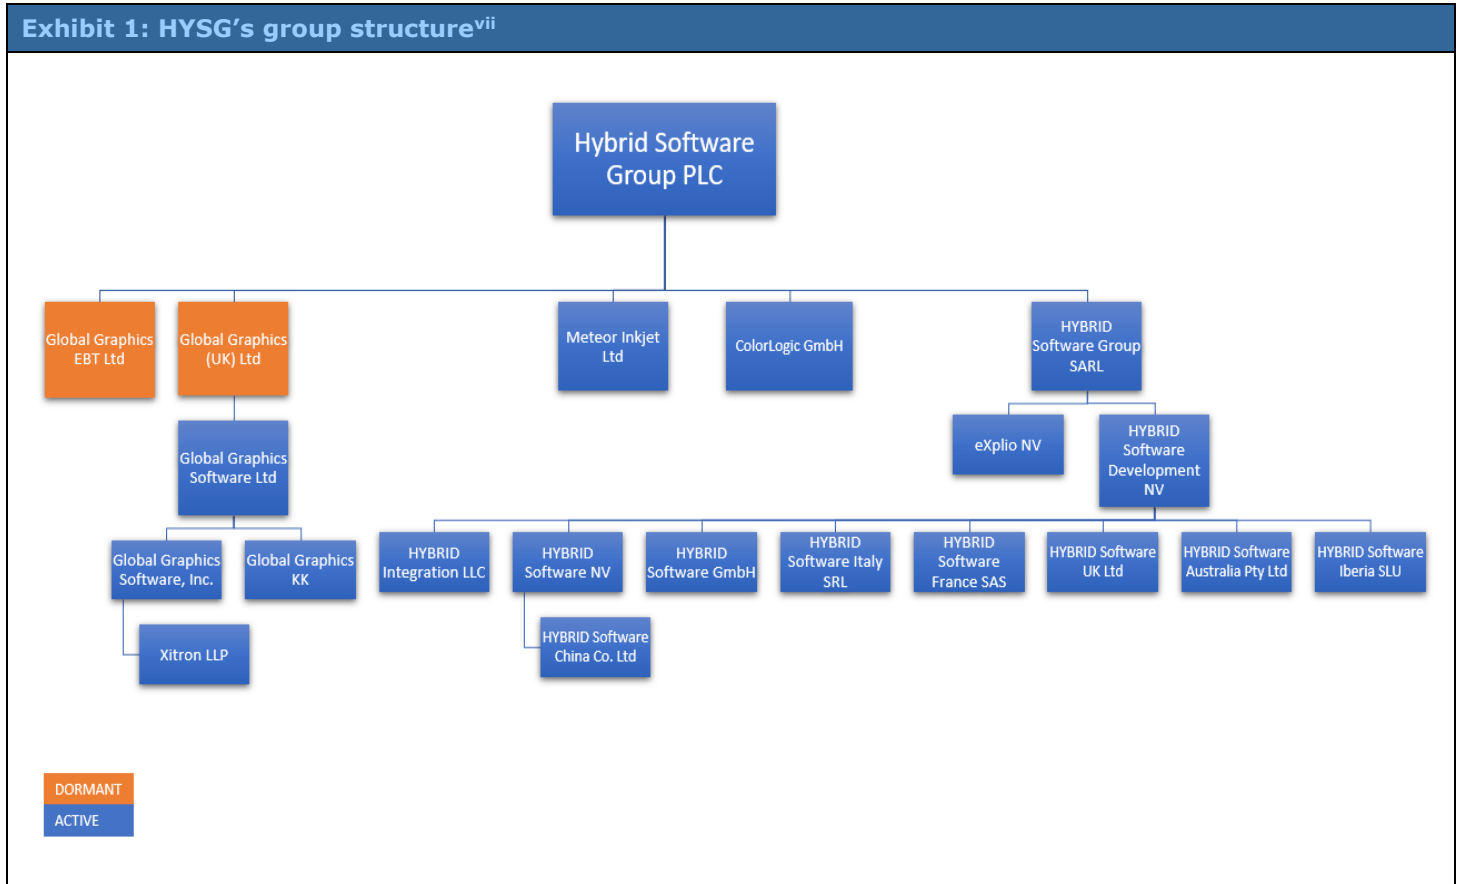 Exhibit 1: HYSG's group structurevii
Hybrid Software
Group PLC
Global Graphics
EBT Ltd
Global Graphics
(UK) Ltd
Meteor Inkjet
Ltd
ColorLogic GmbH
HYBRID
Software Group
SARL
Global Graphics
Software Ltd
eXplio NV
HYBRID
Software
Development
NV
Global Graphics
Software, Inc.
Global Graphics
KK
HYBRID
Integration LLC
HYBRID
Software NV
HYBRID
Software GmbH
HYBRID
Software Italy
SRL
HYBRID
Software
France SAS
HYBRID Software
UK Ltd
HYBRID Software
Australia Pty Ltd
HYBRID Software
Iberia SLU
Xitron LLP
HYBRID Software
China Co. Ltd
DORMANT
ACTIVE